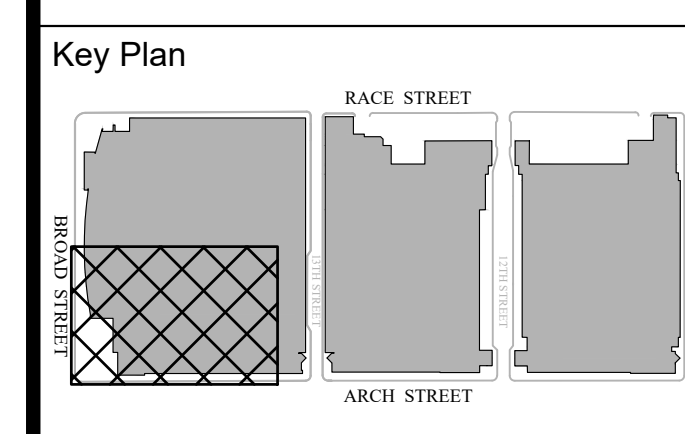 Key Plan
RACE STREET
BROAD STREET
13TH STREET
12TH STREET
ARCH STREET